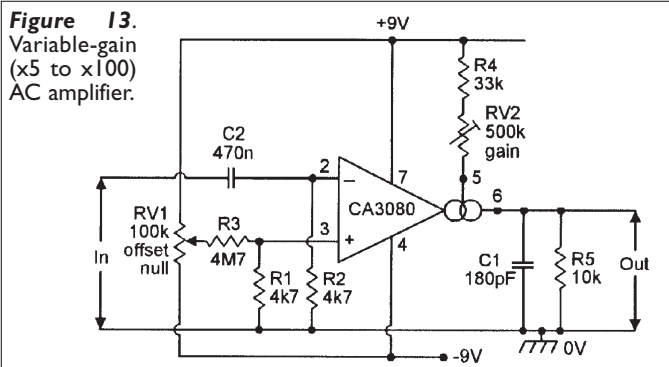 Figure 13.
Variable-gain
(x5 to x100)
AC amplifier.
+9V
R4
33k
RV2
500k
gain
C2
470n
2
7
5
6
RV1
100k
offset
null
R3
4M7
3
CA3080
4
In
R1
4k7
R2
4k7
C1
180pF
R5
10k
Out
0V
-9V